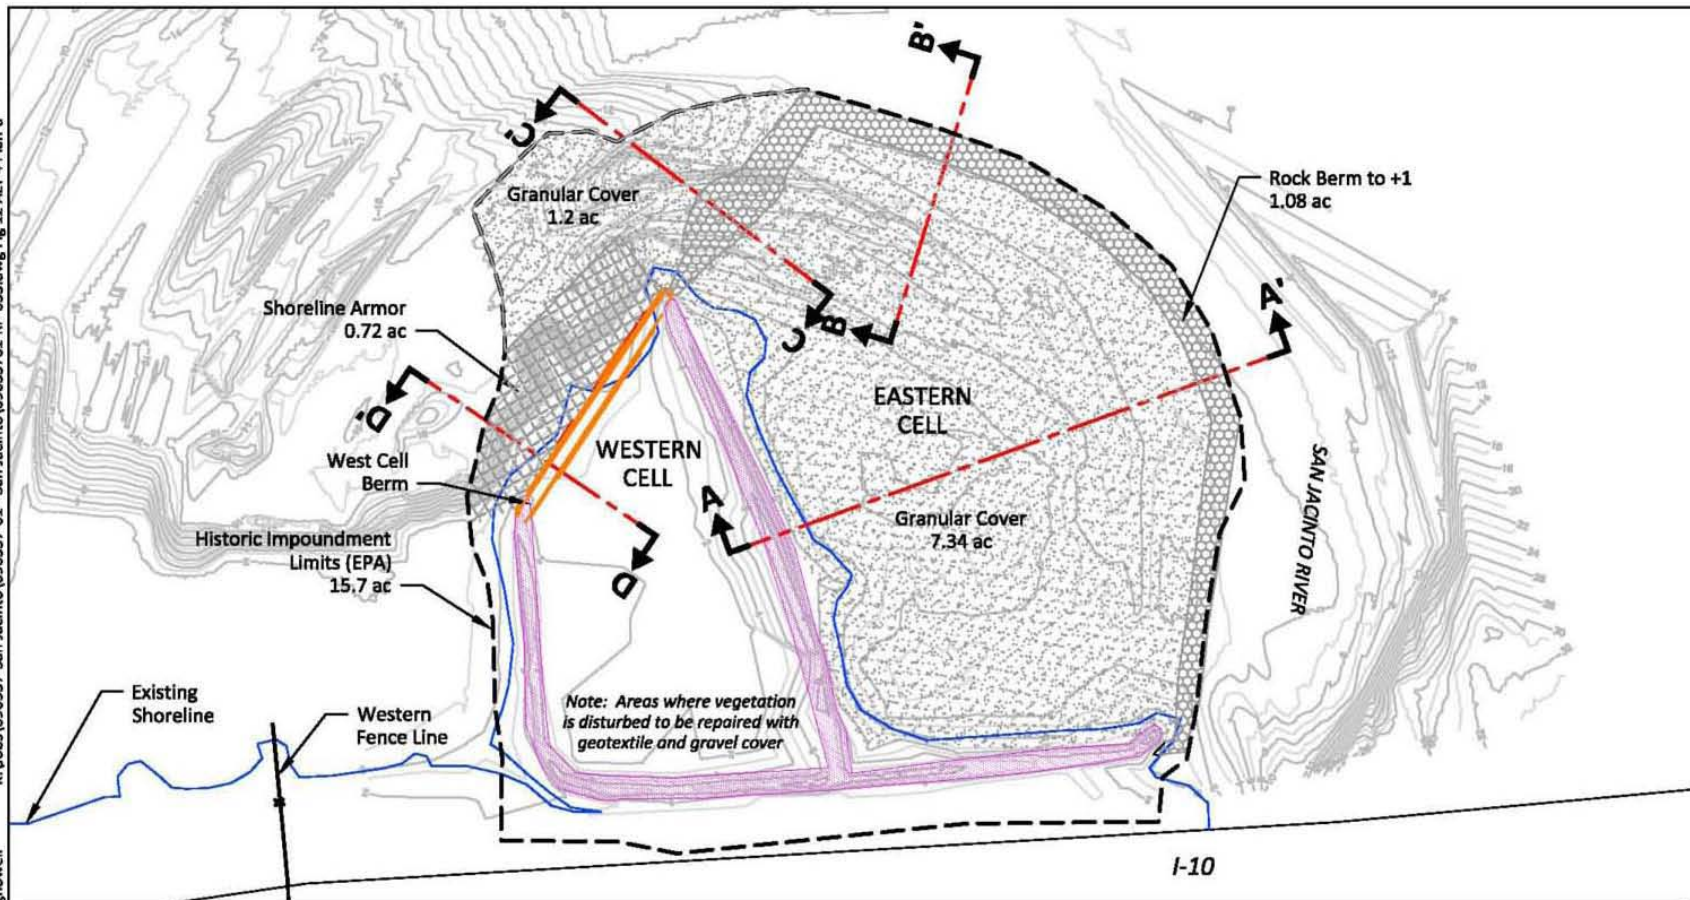 B'
C'
Granular Cover
1.2 ac
Rock Berm to +1
1.08 ac
Shoreline Armor
0.72 ac
A'
C
B
D'
EASTERN
CELL
WESTERN
CELL
West Cell
Berm
A
SAN JACINTO RIVER
Granular Cover
7.34 ac
Historic Impoundment
Limits (EPA)
15.7 ac
D
Existing
Shoreline
Western
Fence Line
Note: Areas where vegetation
is disturbed to be repaired with
geotextile and gravel cover
I-10